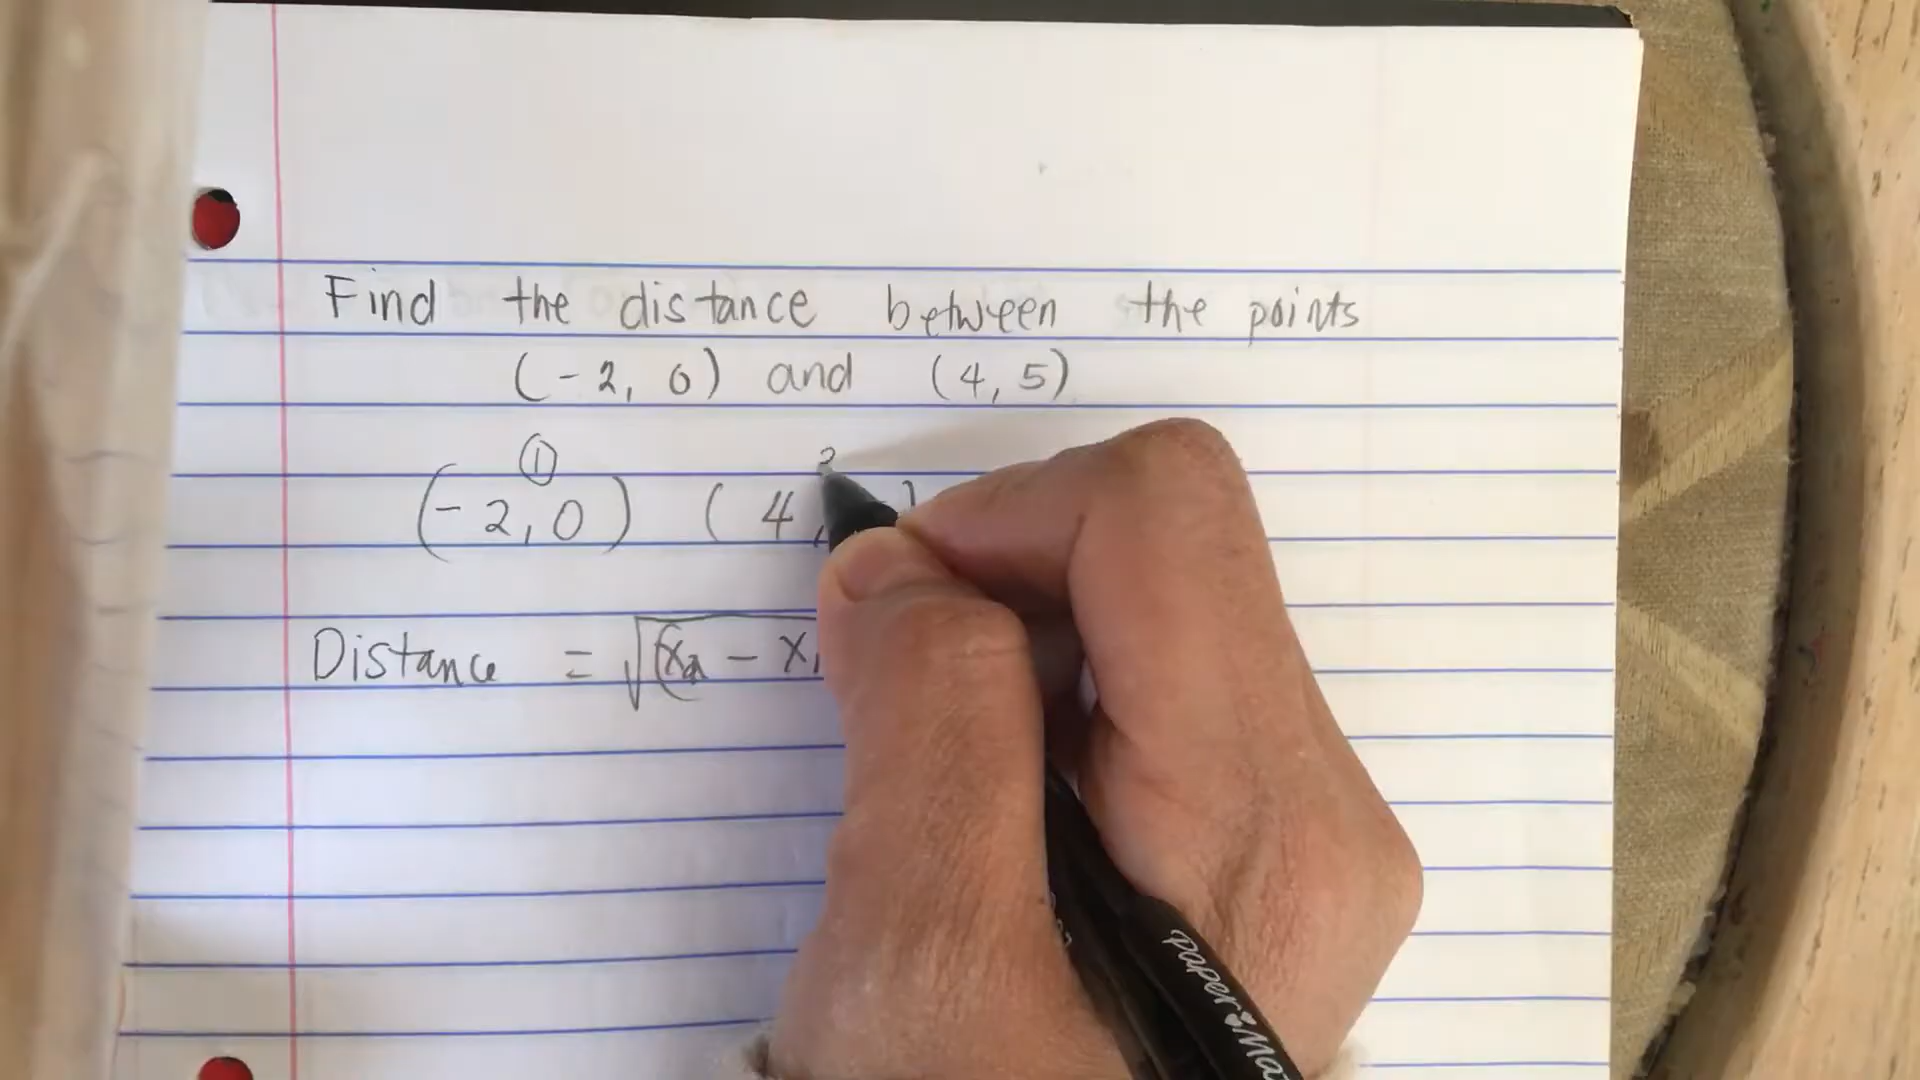 Find the distance between the points
(-2, 0) and (4, 5)
①
2
(-2,0) ( 4, )
Distance = √(x₂ - x₁
paper Ma